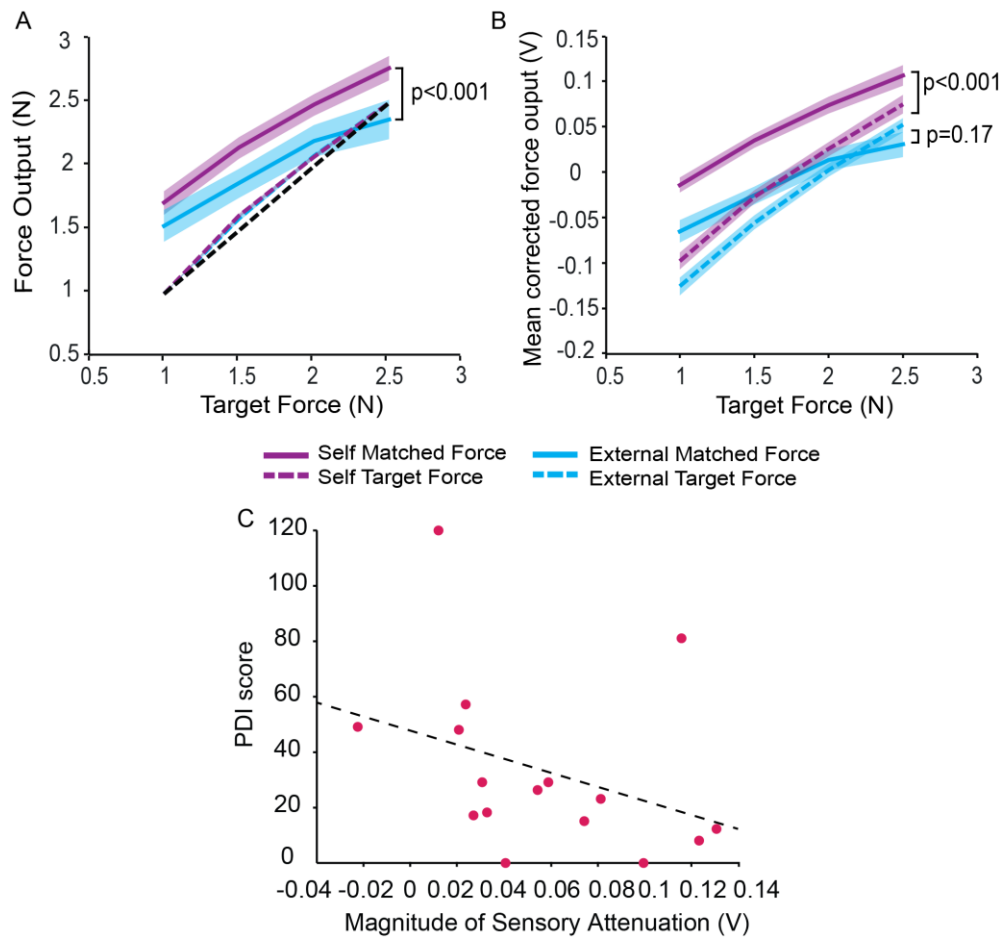 A
Force Output (N)
3
2.5
2
1.5
1
0.5
0.5 1 1.5 2 2.5 3
Target Force (N)
p<0.001
B
Mean corrected force ouput (V)
0.15
0.1
0.05
0
-0.05
-0.1
-0.15
-0.2
0.5 1 1.5 2 2.5 3
Target Force (N)
p<0.001
p=0.17
Self Matched Force
Self Target Force
External Matched Force
External Target Force
C
PDI score
120
100
80
60
40
20
0
-0.04 -0.02 0 0.02 0.04 0.06 0.08 0.1 0.12 0.14
Magnitude of Sensory Attenuation (V)